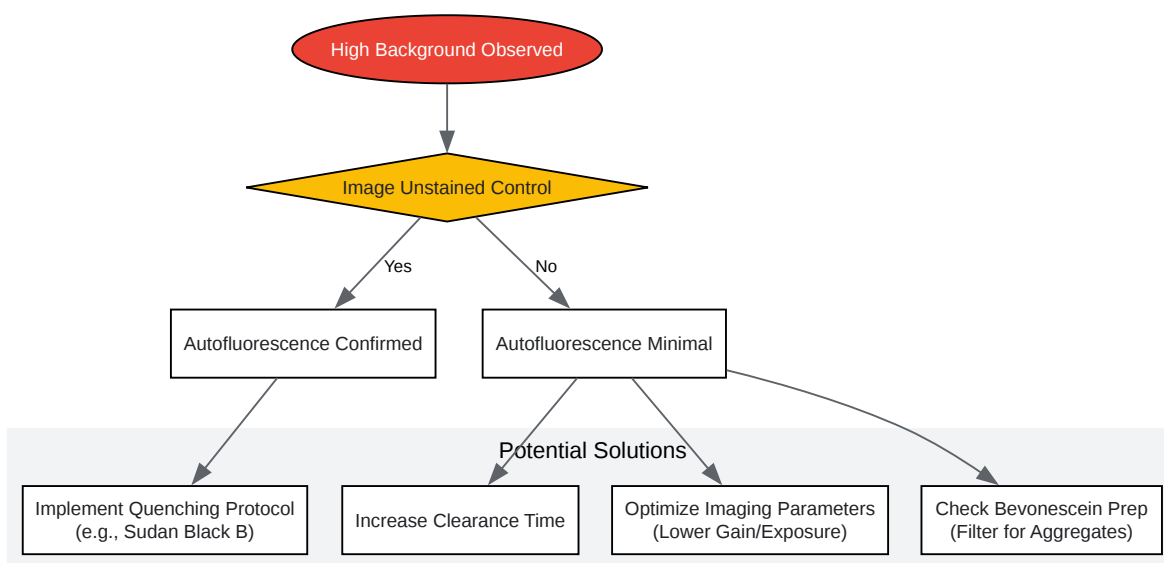 High Background Observed
Image Unstained Control
Yes
No
Autofluorescence Confirmed
Autofluorescence Minimal
Potential Solutions
Implement Quenching Protocol
(e.g., Sudan Black B)
Increase Clearance Time
Optimize Imaging Parameters
(Lower Gain/Exposure)
Check Bevonescein Prep
(Filter for Aggregates)